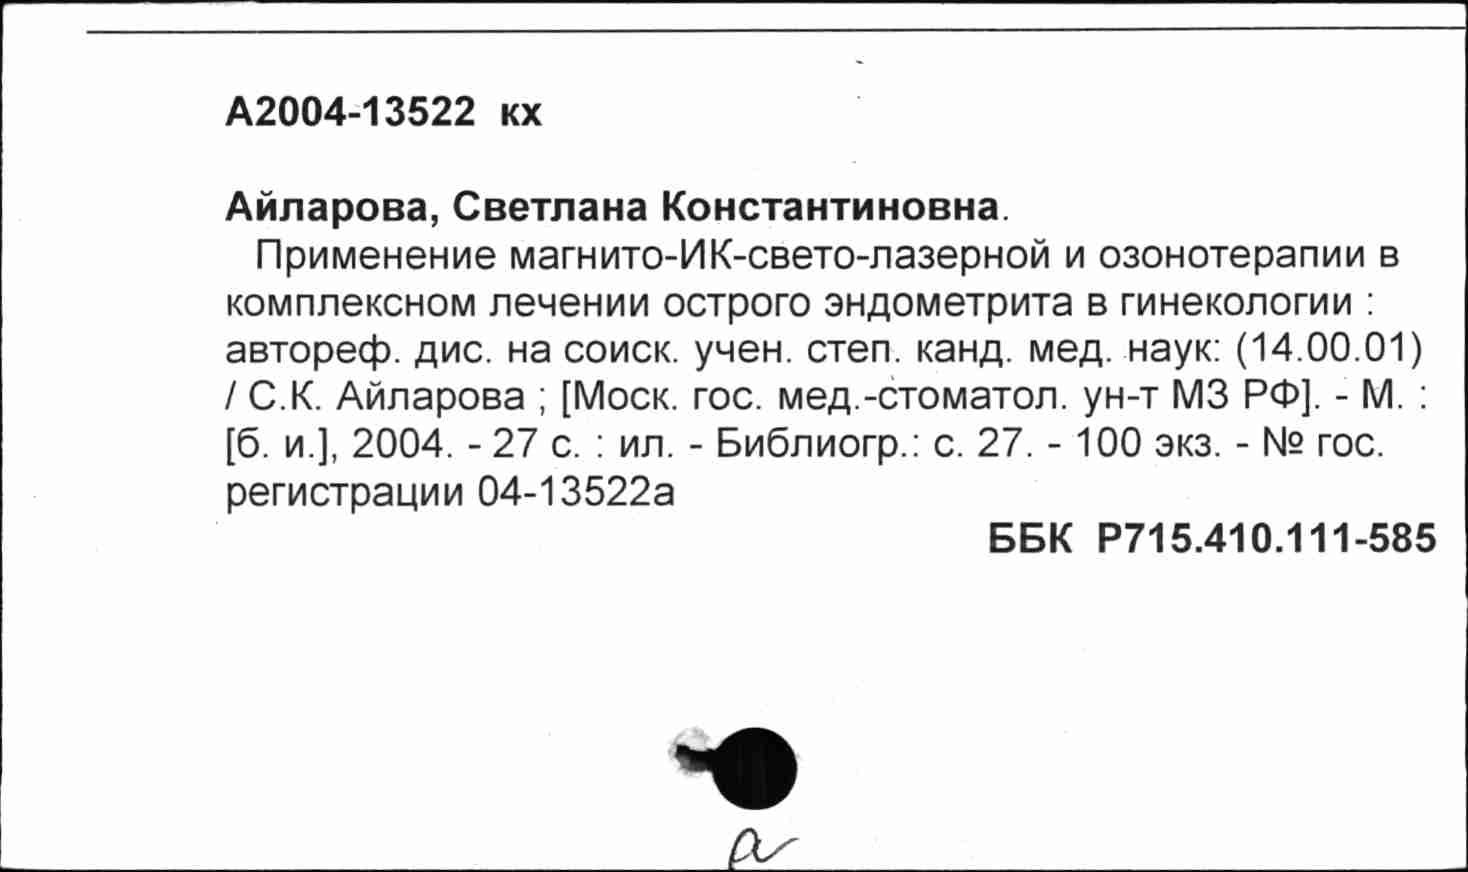 А2004-13522 кх
Айларова, Светлана Константиновна.
Применение магнито-ИК-свето-лазерной и озонотерапии в
комплексном лечении острого эндометрита в гинекологии :
автореф. дис. на соиск. учен. степ. канд. мед. наук: (14.00.01)
/ С.К. Айларова ; [Моск. гос. мед.-стоматол. ун-т МЗ РФ]. - М. :
[б. и.], 2004. - 27 с. : ил. - Библиогр.: с. 27. - 100 экз. - № гос.
регистрации 04-13522а
ББК Р715.410.111-585
а